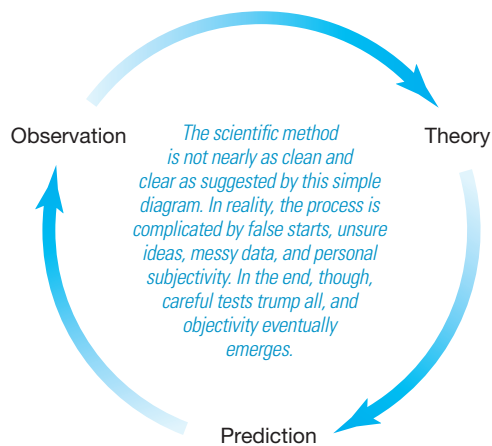 Observation
Theory
The scientific method
is not nearly as clean and
clear as suggested by this simple
diagram. In reality, the process is
complicated by false starts, unsure
ideas, messy data, and personal
subjectivity. In the end, though,
careful tests trump all, and
objectivity eventually
emerges.
Prediction